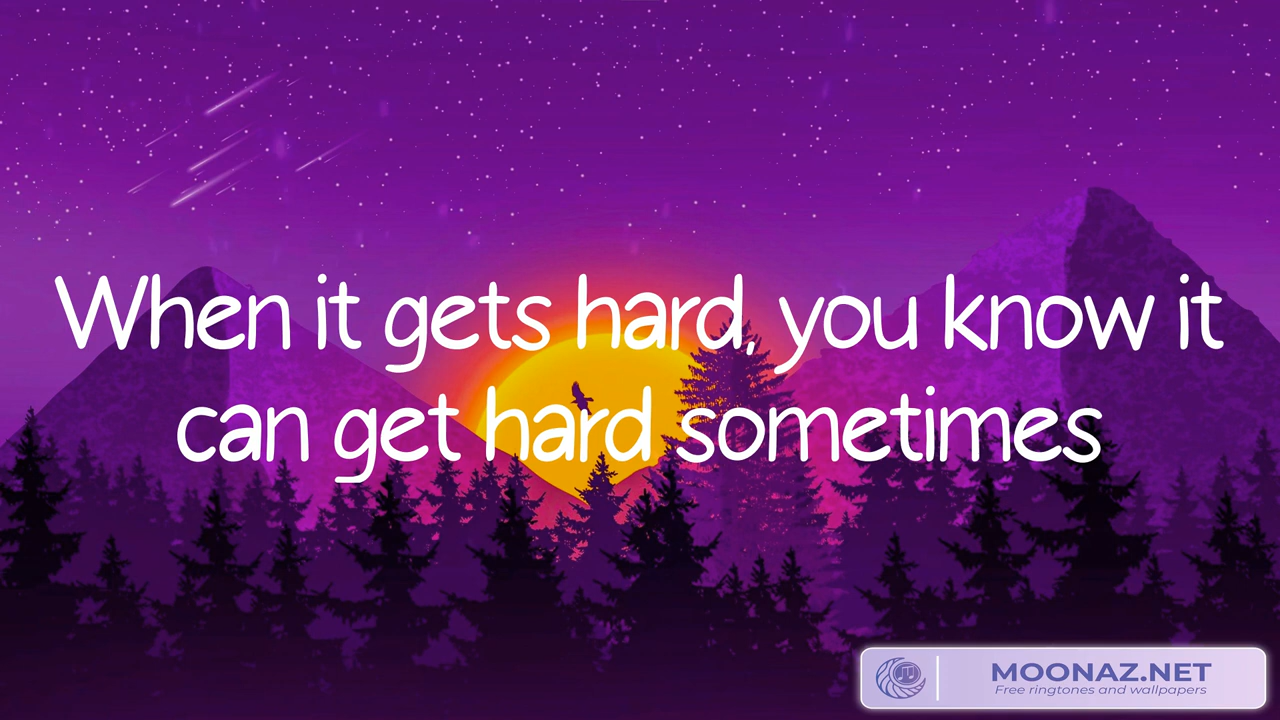 When it gets hard, you know it
can get hard sometimes
MOONAZ.NET
Free ringtones and wallpapers